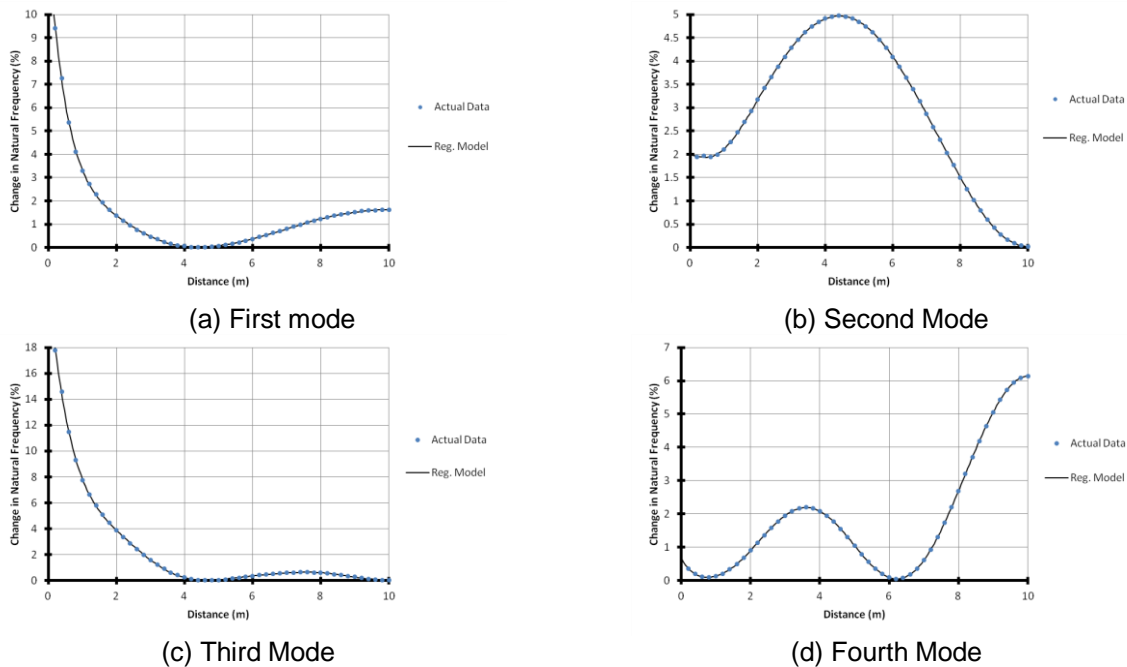 10
9
8
7
6
5
4
3
2
1
0
Change in Natural Frequency (%)
0 2 4 6 8 10
Distance (m)
Actual Data
Reg. Model
(a) First mode
5
4.5
4
3.5
3
2.5
2
1.5
1
0.5
0
Change in Natural Frequency (%)
0 2 4 6 8 10
Distance (m)
Actual Data
Reg. Model
(b) Second Mode
18
16
14
12
10
8
6
4
2
0
Change in Natural Frequency (%)
0 2 4 6 8 10
Distance (m)
Actual Data
Reg. Model
(c) Third Mode
7
6
5
4
3
2
1
0
Change in Natural Frequency (%)
0 2 4 6 8 10
Distance (m)
Actual Data
Reg. Model
(d) Fourth Mode